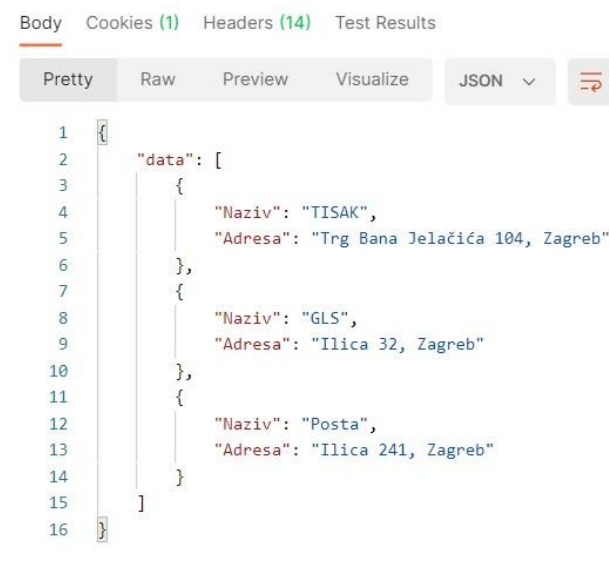 Body Cookies (1) Headers (14) Test Results
Pretty Raw Preview Visualize JSON
1 {
2 "data": [
3 {
4 "Naziv": "TISAK",
5 "Adresa": "Trg Bana Jelačića 104, Zagreb"
6 },
7 {
8 "Naziv": "GLS",
9 "Adresa": "Ilica 32, Zagreb"
10 },
11 {
12 "Naziv": "Posta",
13 "Adresa": "Ilica 241, Zagreb"
14 }
15 ]
16 }